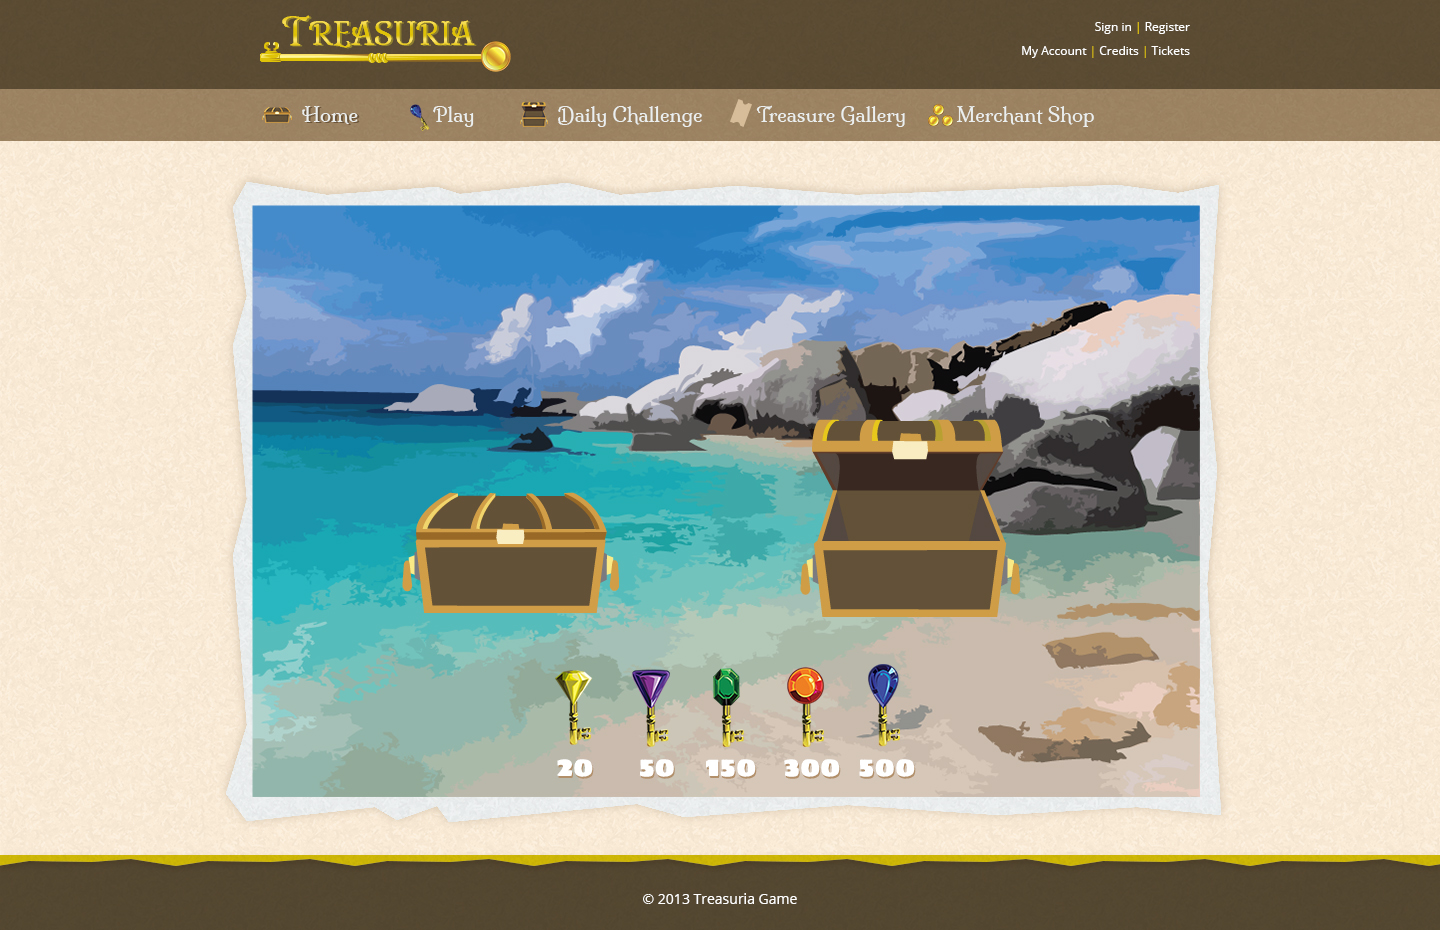 TREASURIA
Sign in | Register
My Account | Credits | Tickets
Home Play Daily Challenge Treasure Gallery Merchant Shop
20 50 150 300 500
© 2013 Treasuria Game